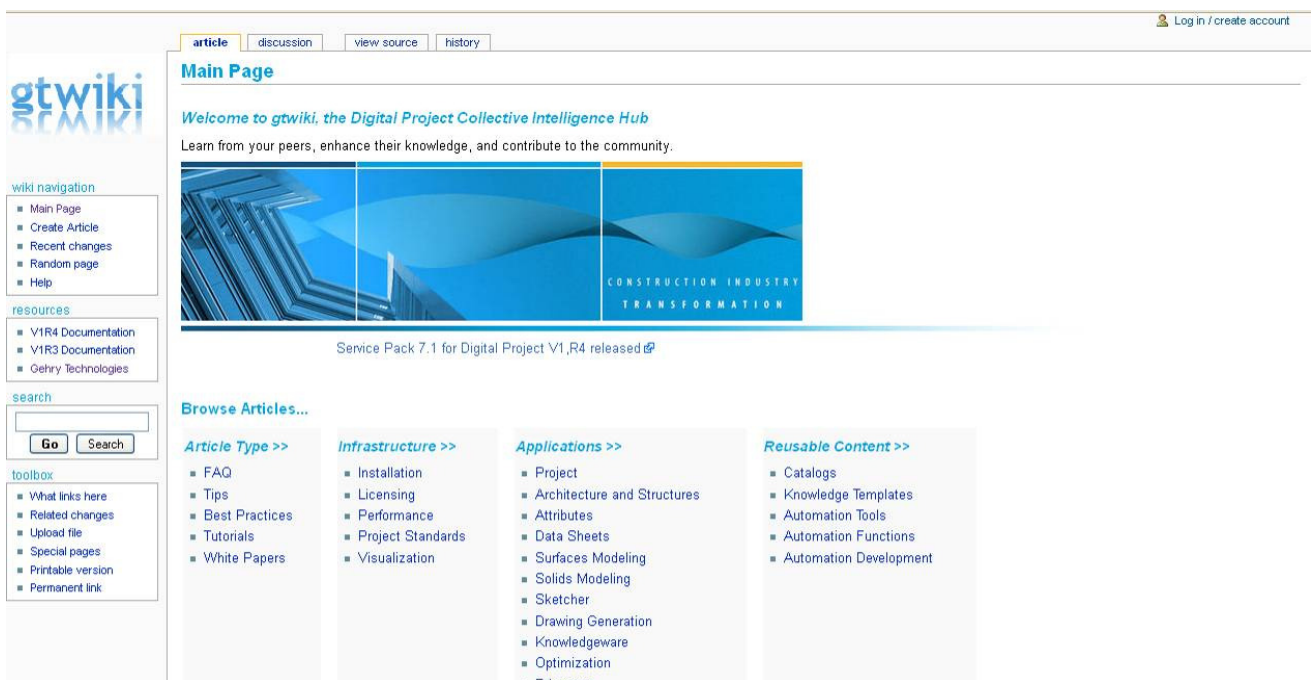 Log in / create account
article discussion view source history
gtwiki
Main Page
Welcome to gtwiki, the Digital Project Collective Intelligence Hub
Learn from your peers, enhance their knowledge, and contribute to the community.
CONSTRUCTION INDUSTRY
TRANSFORMATION
Service Pack 7.1 for Digital Project V1,R4 released
wiki navigation
Main Page
Create Article
Recent changes
Random page
Help
resources
V1R4 Documentation
V1R3 Documentation
Gehry Technologies
search
Go Search
toolbox
What links here
Related changes
Upload file
Special pages
Printable version
Permanent link
Browse Articles...
Article Type >>
FAQ
Tips
Best Practices
Tutorials
White Papers
Infrastructure >>
Installation
Licensing
Performance
Project Standards
Visualization
Applications >>
Project
Architecture and Structures
Attributes
Data Sheets
Surfaces Modeling
Solids Modeling
Sketcher
Drawing Generation
Knowledgeware
Optimization
Reusable Content >>
Catalogs
Knowledge Templates
Automation Tools
Automation Functions
Automation Development